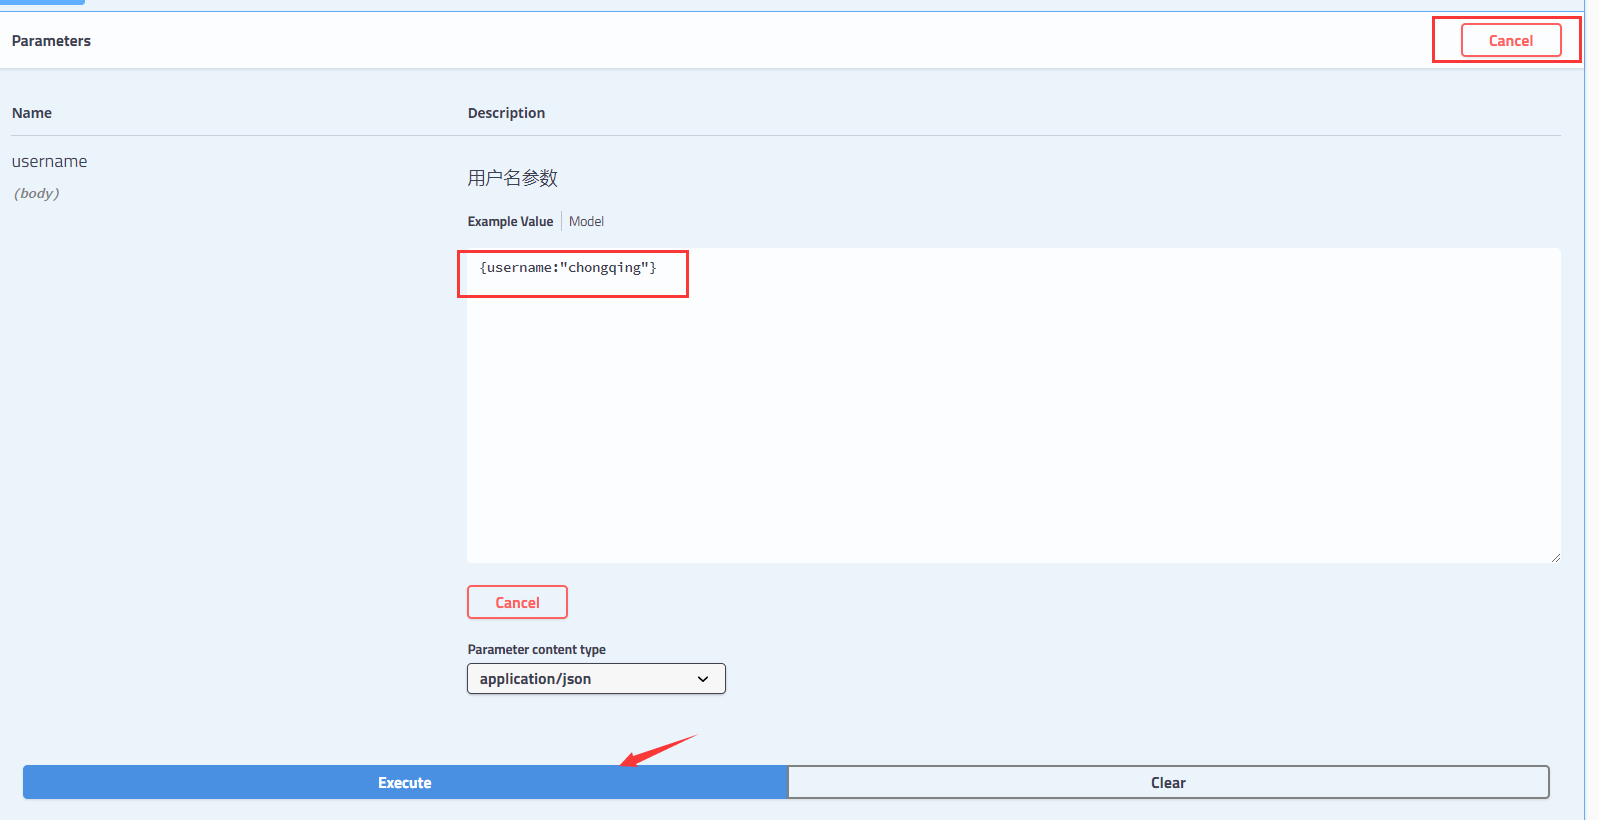 Parameters
Cancel
Name
Description
username
(body)
用户名参数
Example Value
Model
{username:"chongqing"}
Cancel
Parameter content type
application/json
Execute
Clear